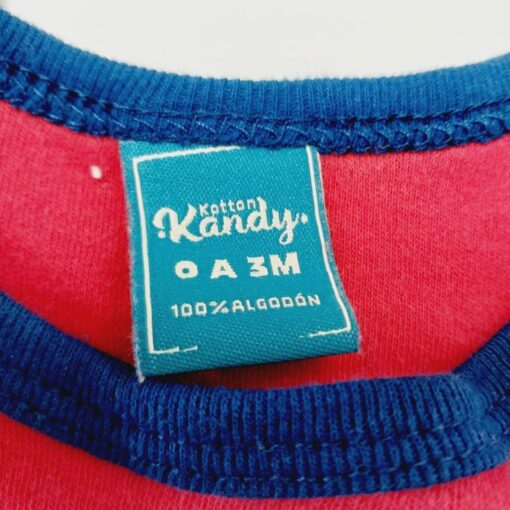 Kotton
Kandy
0 A 3M
100% ALGODÓN